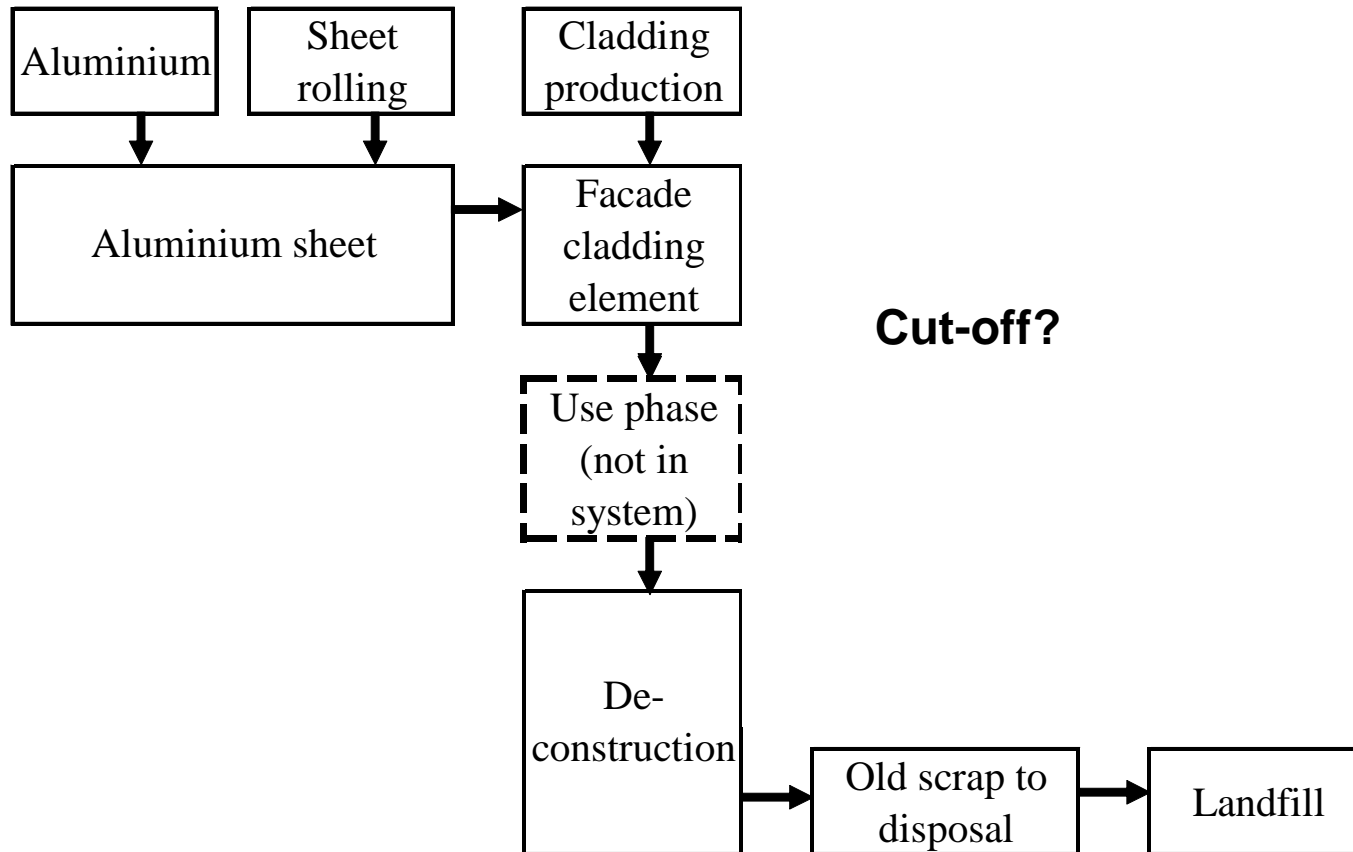 Aluminium
Sheet
rolling
Cladding
production
Aluminium sheet
Facade
cladding
element
Cut-off?
Use phase
(not in
system)
De-
construction
Old scrap to
disposal
Landfill